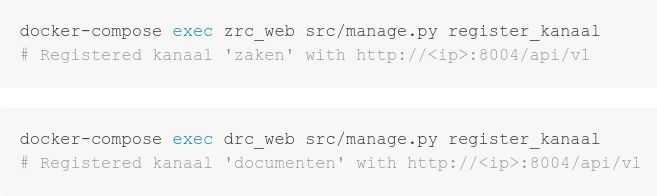 docker-compose exec zrc_web src/manage.py register_kanaal
# Registered kanaal 'zaken' with http://<ip>:8004/api/v1
docker-compose exec drc_web src/manage.py register_kanaal
# Registered kanaal 'documenten' with http://<ip>:8004/api/v1